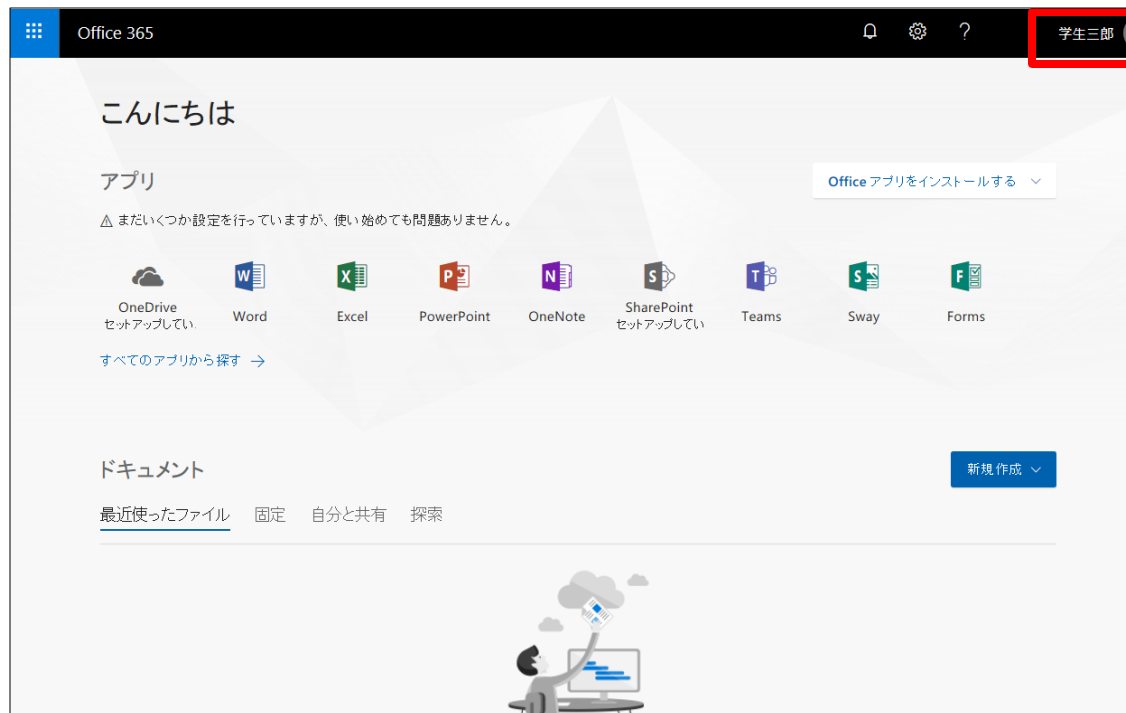 Office 365
?
学生三郎
こんにちは
アプリ
Office アプリをインストールする
まだいくつか設定を行っていますが、使い始めても問題ありません。
OneDrive
セットアップしてい
Word
Excel
PowerPoint
OneNote
SharePoint
セットアップしてい
Teams
Sway
Forms
すべてのアプリから探す →
ドキュメント
新規作成
最近使ったファイル 固定 自分と共有 探索